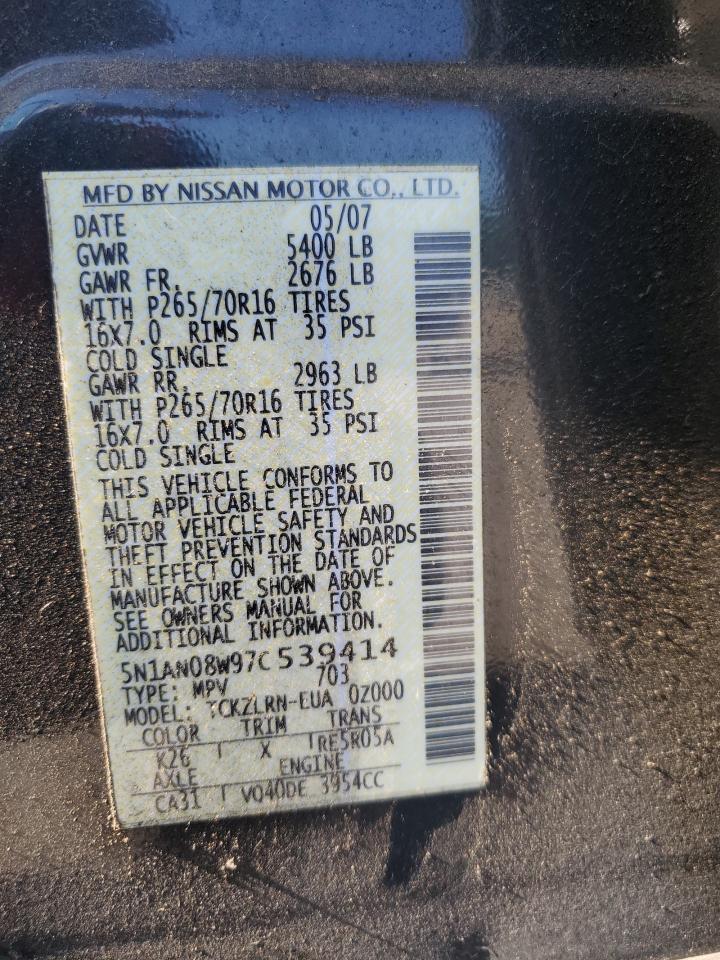 MFD BY NISSAN MOTOR CO., LTD.
DATE 05/07
GVWR 5400 LB
GAWR FR. 2676 LB
WITH P265/70R16 TIRES
16X7.0 RIMS AT 35 PSI
COLD SINGLE
GAWR RR. 2963 LB
WITH P265/70R16 TIRES
16X7.0 RIMS AT 35 PSI
COLD SINGLE
THIS VEHICLE CONFORMS TO
ALL APPLICABLE FEDERAL
MOTOR VEHICLE SAFETY AND
THEFT PREVENTION STANDARDS
IN EFFECT ON THE DATE OF
MANUFACTURE SHOWN ABOVE.
SEE OWNERS MANUAL FOR
ADDITIONAL INFORMATION.
5N1AN08W97C539414
TYPE: MPV 703
MODEL: TCKZLRN-EUA 0Z000
COLOR TRIM TRANS
K26 X RE5R05A
AXLE ENGINE
CA31 VQ40DE 3954CC